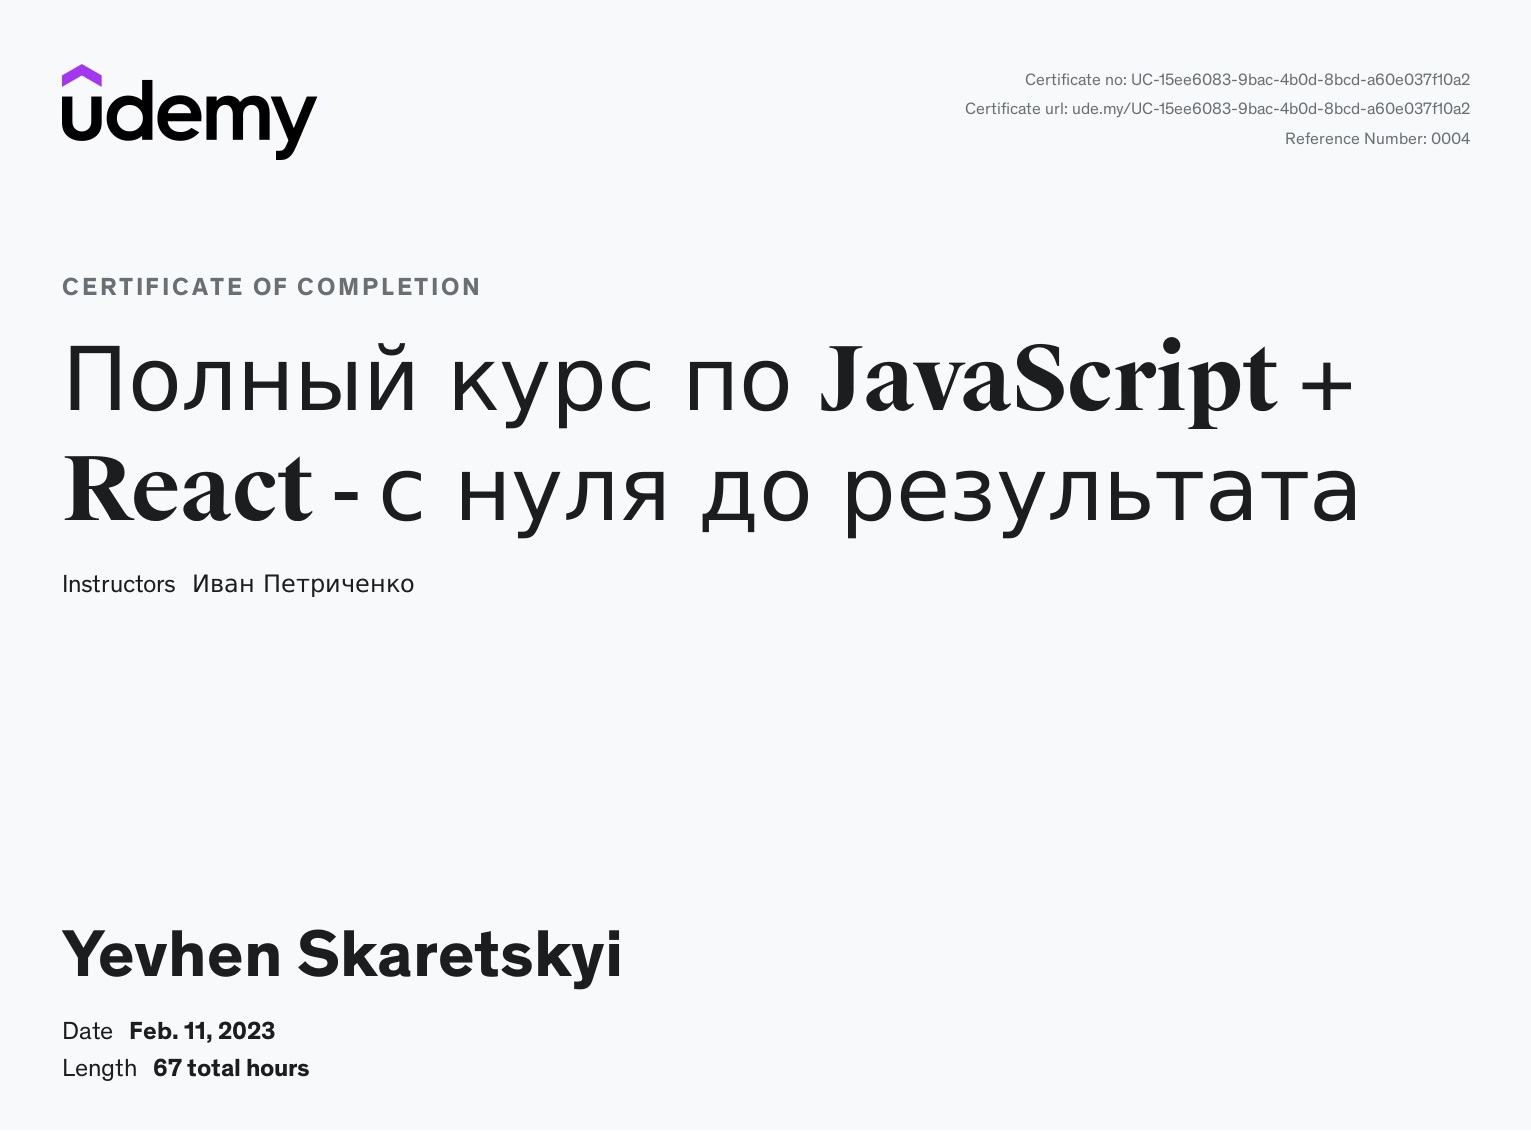 udemy
Certificate no: UC-15ee6083-9bac-4b0d-8bcd-a60e037f10a2
Certificate url: ude.my/UC-15ee6083-9bac-4b0d-8bcd-a60e037f10a2
Reference Number: 0004
CERTIFICATE OF COMPLETION
Полный курс по JavaScript +
React - с нуля до результата
Instructors Иван Петриченко
Yevhen Skaretskyi
Date Feb. 11, 2023
Length 67 total hours